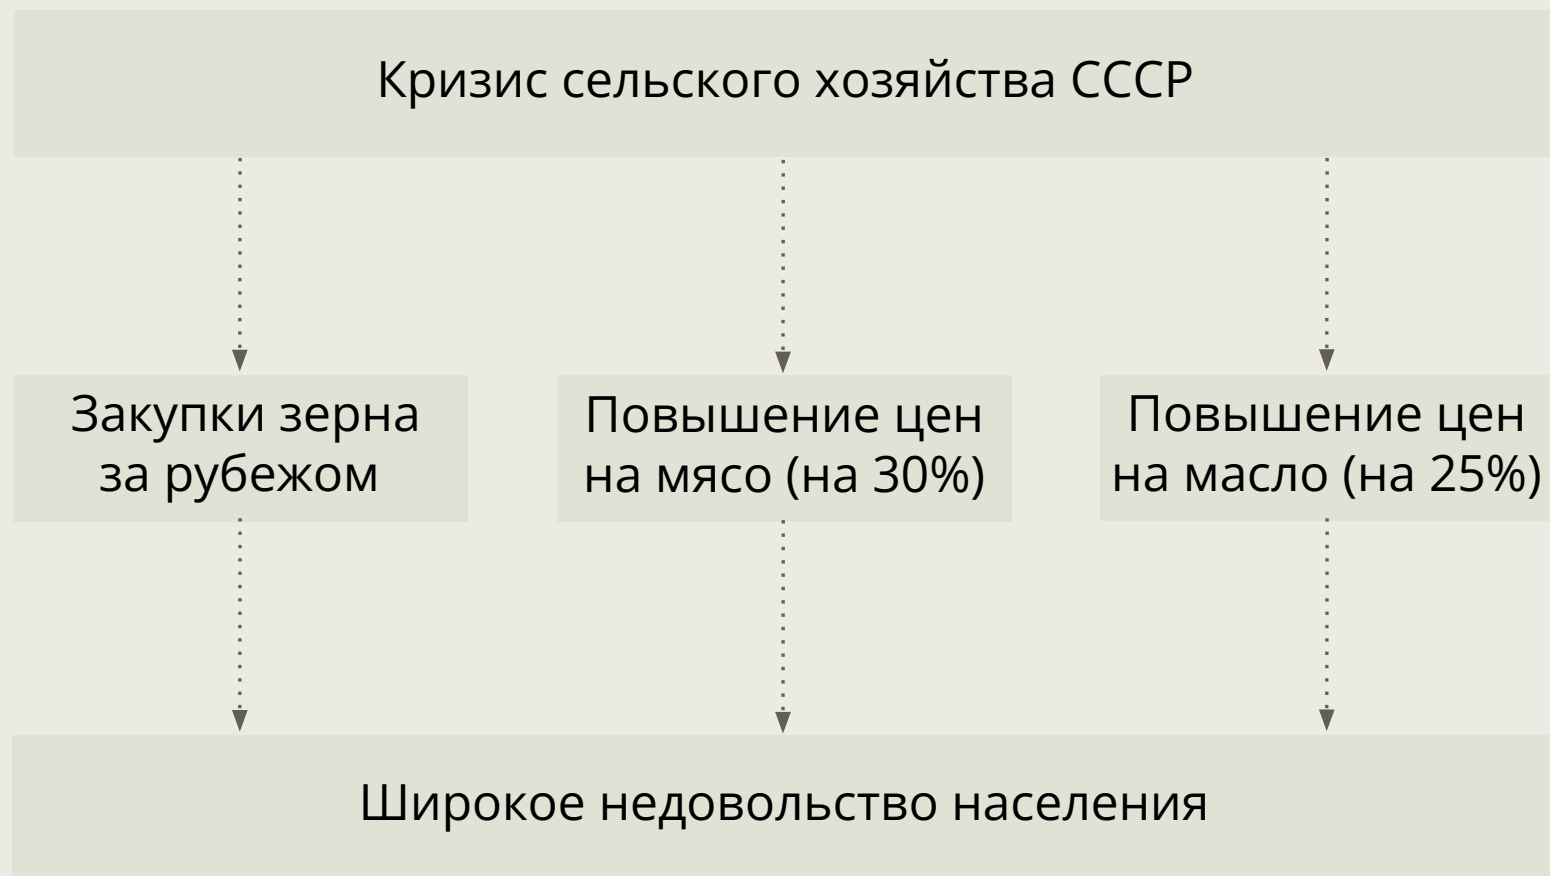 Кризис сельского хозяйства СССР
Закупки зерна
за рубежом
Повышение цен
на мясо (на 30%)
Повышение цен
на масло (на 25%)
Широкое недовольство населения